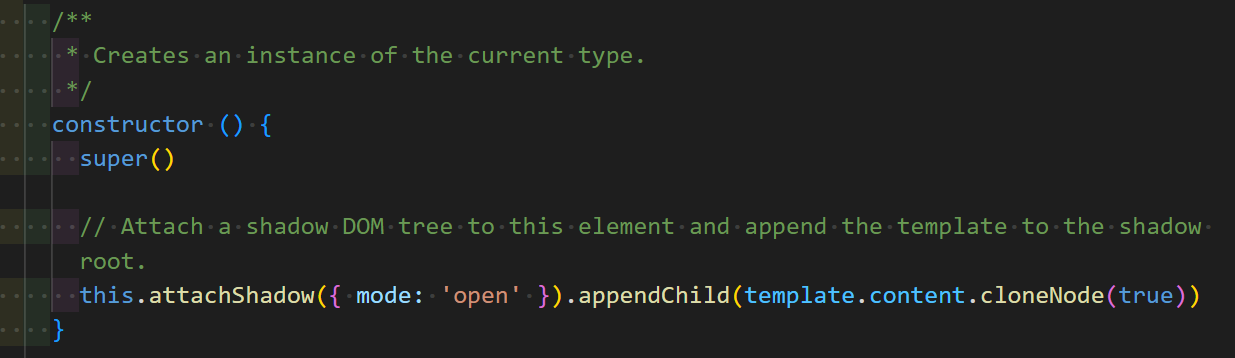 /**
 * Creates an instance of the current type.
 */
constructor () {
  super()

  // Attach a shadow DOM tree to this element and append the template to the shadow
  root.
  this.attachShadow({ mode: 'open' }).appendChild(template.content.cloneNode(true))
}